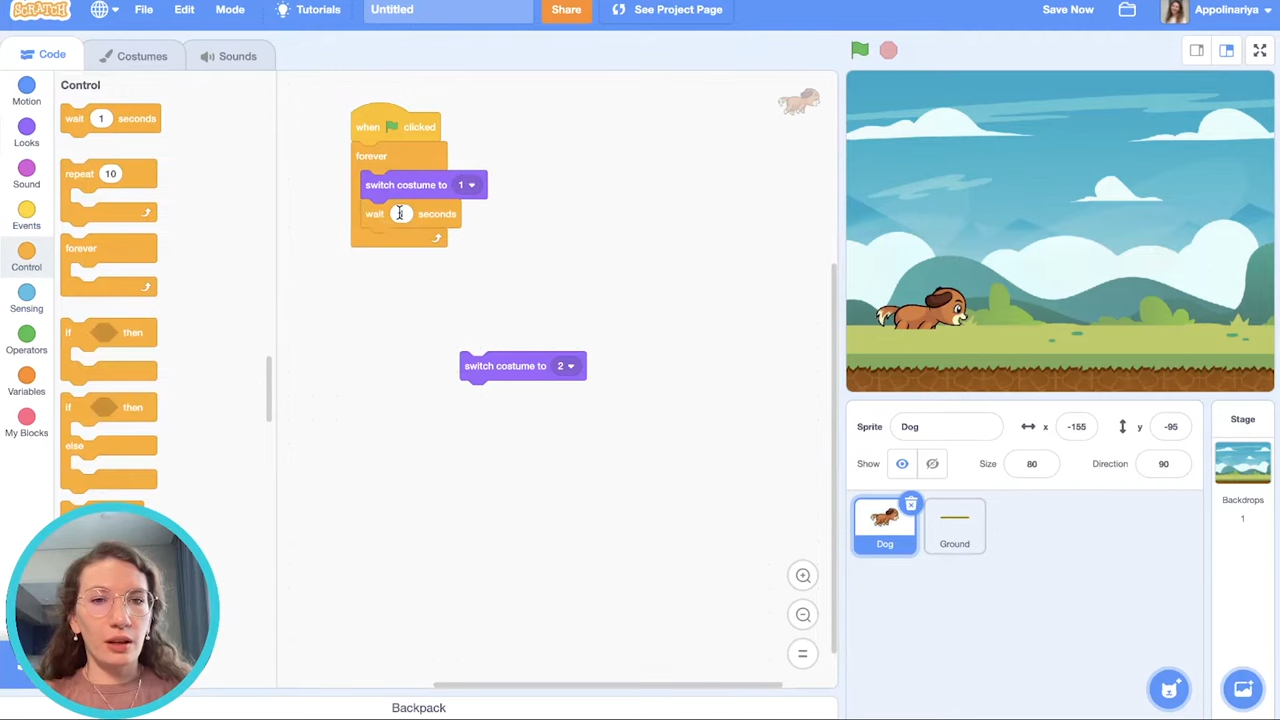 SCRATCH File Edit Mode Tutorials Untitled Share See Project Page Save Now Appolinariya
Code Costumes Sounds
Motion
Looks
Sound
Events
Control
Sensing
Operators
Variables
My Blocks
Control
wait 1 seconds
repeat 10
forever
if then
if then
else
when clicked
forever
switch costume to 1
wait seconds
switch costume to 2
Sprite Dog x -155 y -95
Show Size 80 Direction 90
Dog Ground
Stage
Backdrops
1
Backpack